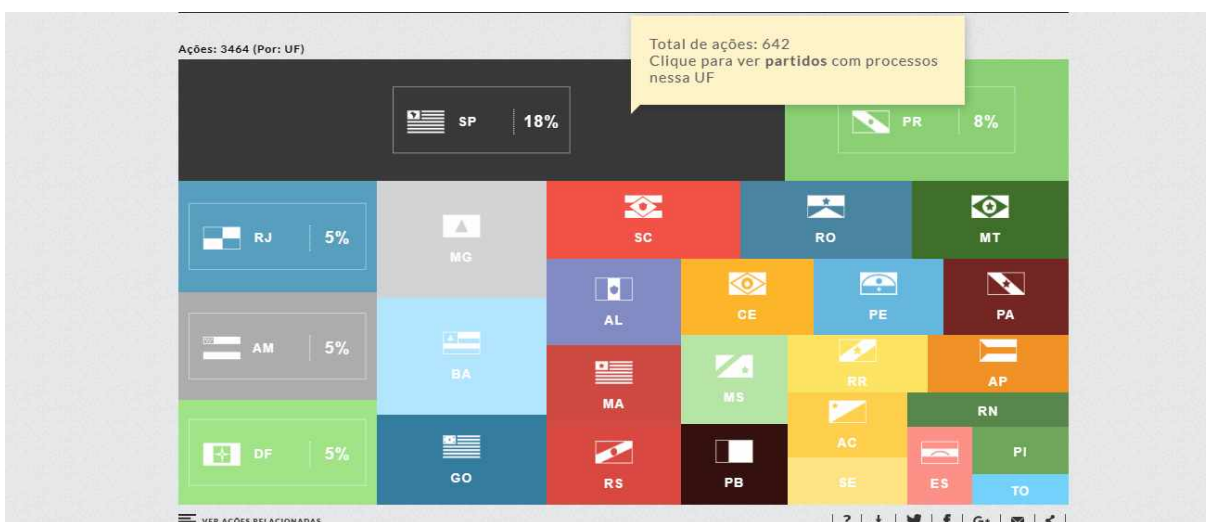 Ações: 3464 (Por: UF)
Total de ações: 642
Clique para ver partidos com processos
nessa UF
SP 18%
PR 8%
RJ 5%
MG
SC
RO
MT
AL
CE
PE
PA
AM 5%
BA
MA
MS
RR
AP
RN
DF 5%
GO
RS
PB
AC
SE
ES
PI
TO
VER AÇÕES RELACIONADAS
? f G+